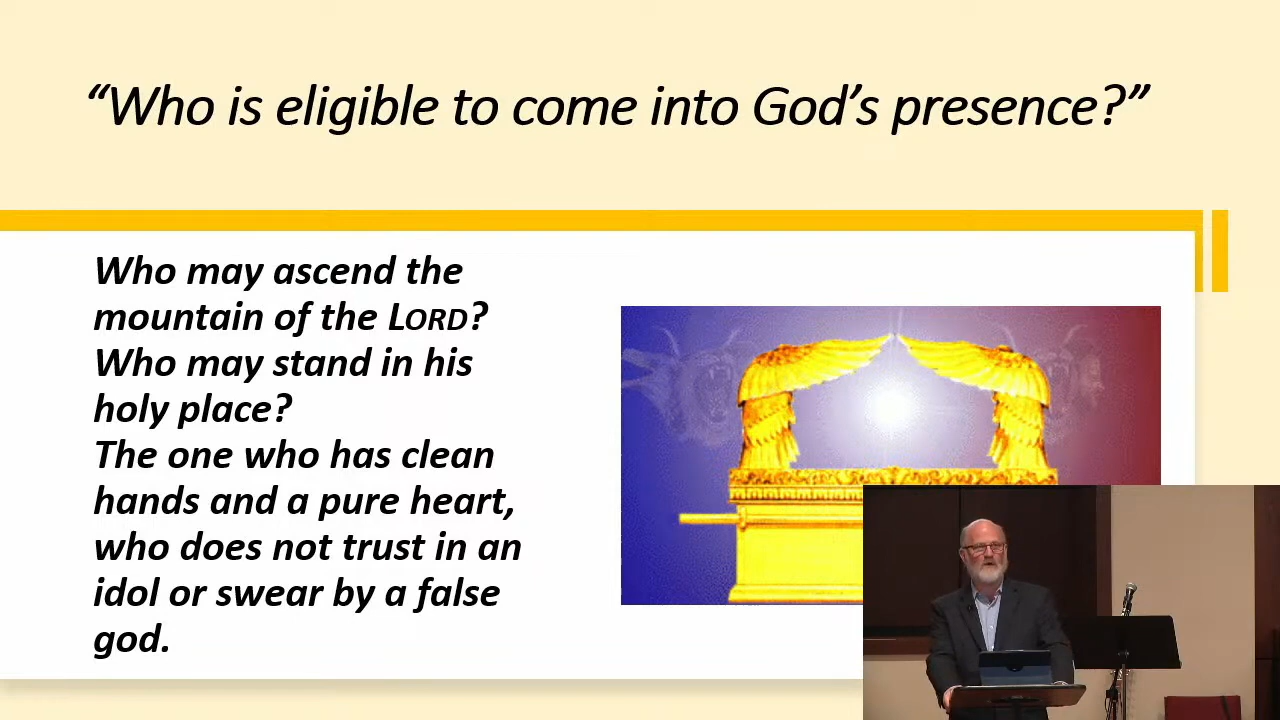 “Who is eligible to come into God’s presence?”
Who may ascend the
mountain of the LORD?
Who may stand in his
holy place?
The one who has clean
hands and a pure heart,
who does not trust in an
idol or swear by a false
god.